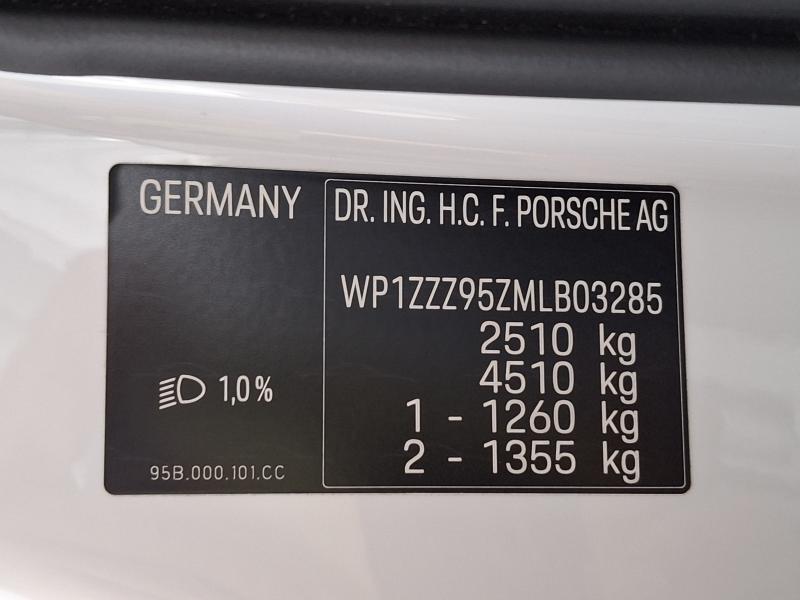 GERMANY
1,0%
95B.000.101.CC
DR. ING. H.C. F. PORSCHE AG
WP1ZZZ95ZMLB03285
2510 kg
4510 kg
1 - 1260 kg
2 - 1355 kg